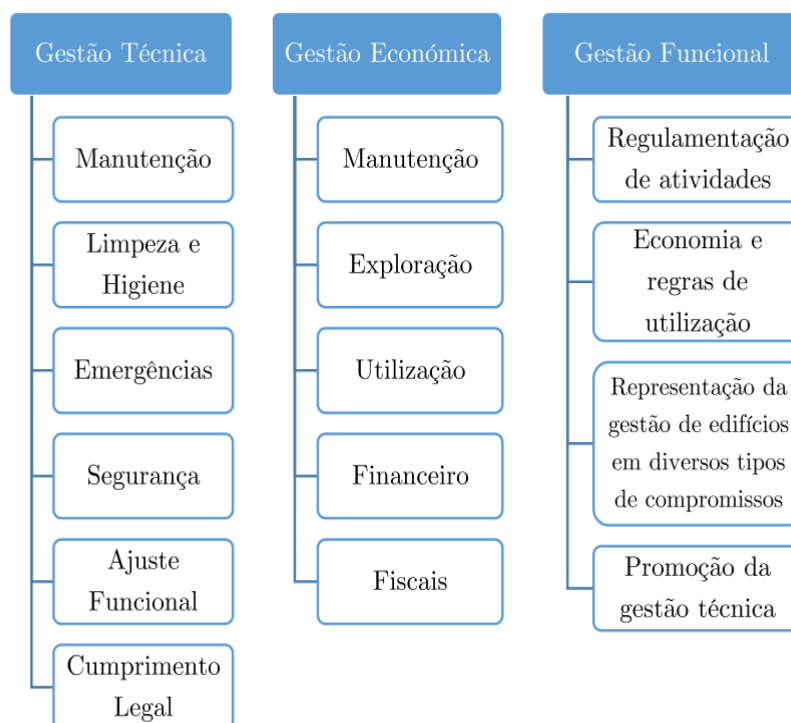 Gestão Técnica
Manutenção
Limpeza e
Higiene
Emergências
Segurança
Ajuste
Funcional
Cumprimento
Legal
Gestão Económica
Manutenção
Exploração
Utilização
Financeiro
Fiscais
Gestão Funcional
Regulamentação
de atividades
Economia e
regras de
utilização
Representação da
gestão de edifícios
em diversos tipos
de compromissos
Promoção da
gestão técnica